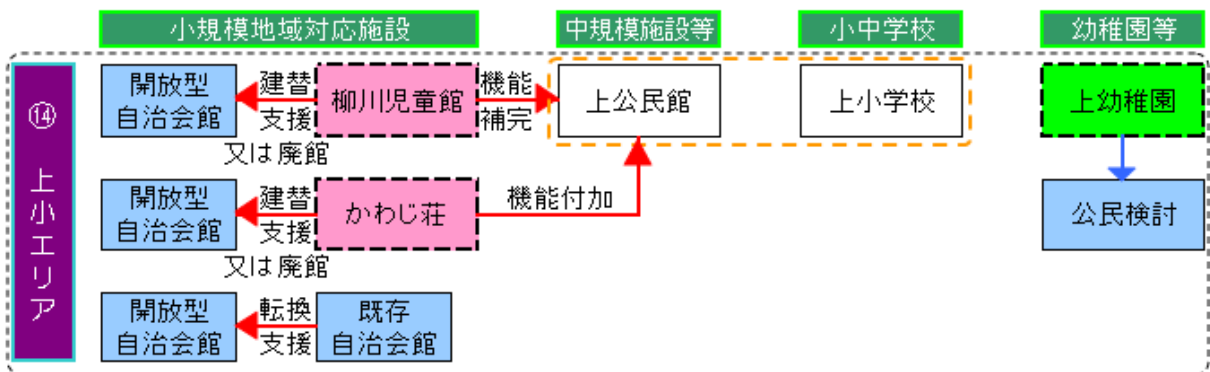 小規模地域対応施設
中規模施設等
小中学校
幼稚園等
⑭ 上小エリア
開放型
自治会館
建替
支援
又は廃館
柳川児童館
機能
補完
上公民館
上小学校
上幼稚園
開放型
自治会館
建替
支援
又は廃館
かわじ荘
機能付加
公民検討
開放型
自治会館
転換
支援
既存
自治会館